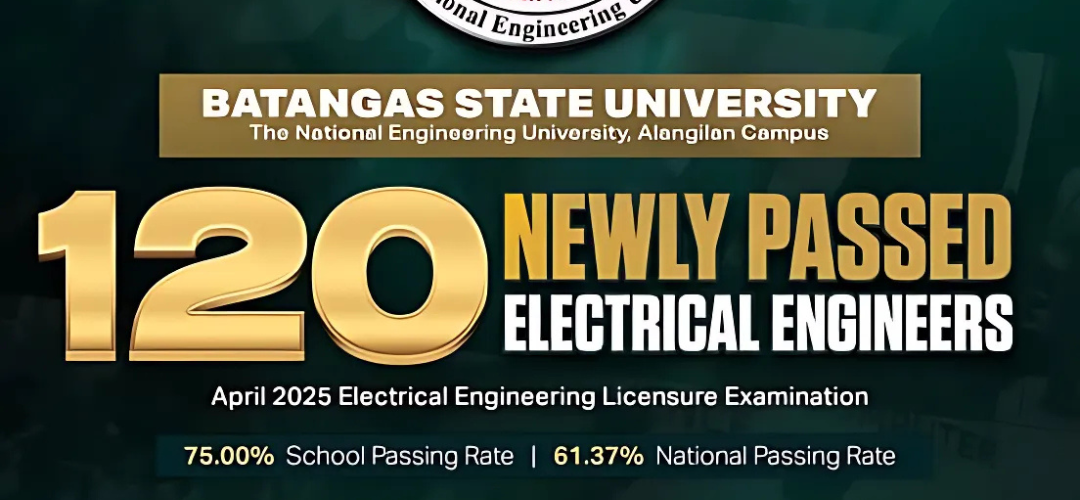 Engineering
BATANGAS STATE UNIVERSITY
The National Engineering University, Alangilan Campus
120
NEWLY PASSED
ELECTRICAL ENGINEERS
April 2025 Electrical Engineering Licensure Examination
75.00% School Passing Rate | 61.37% National Passing Rate